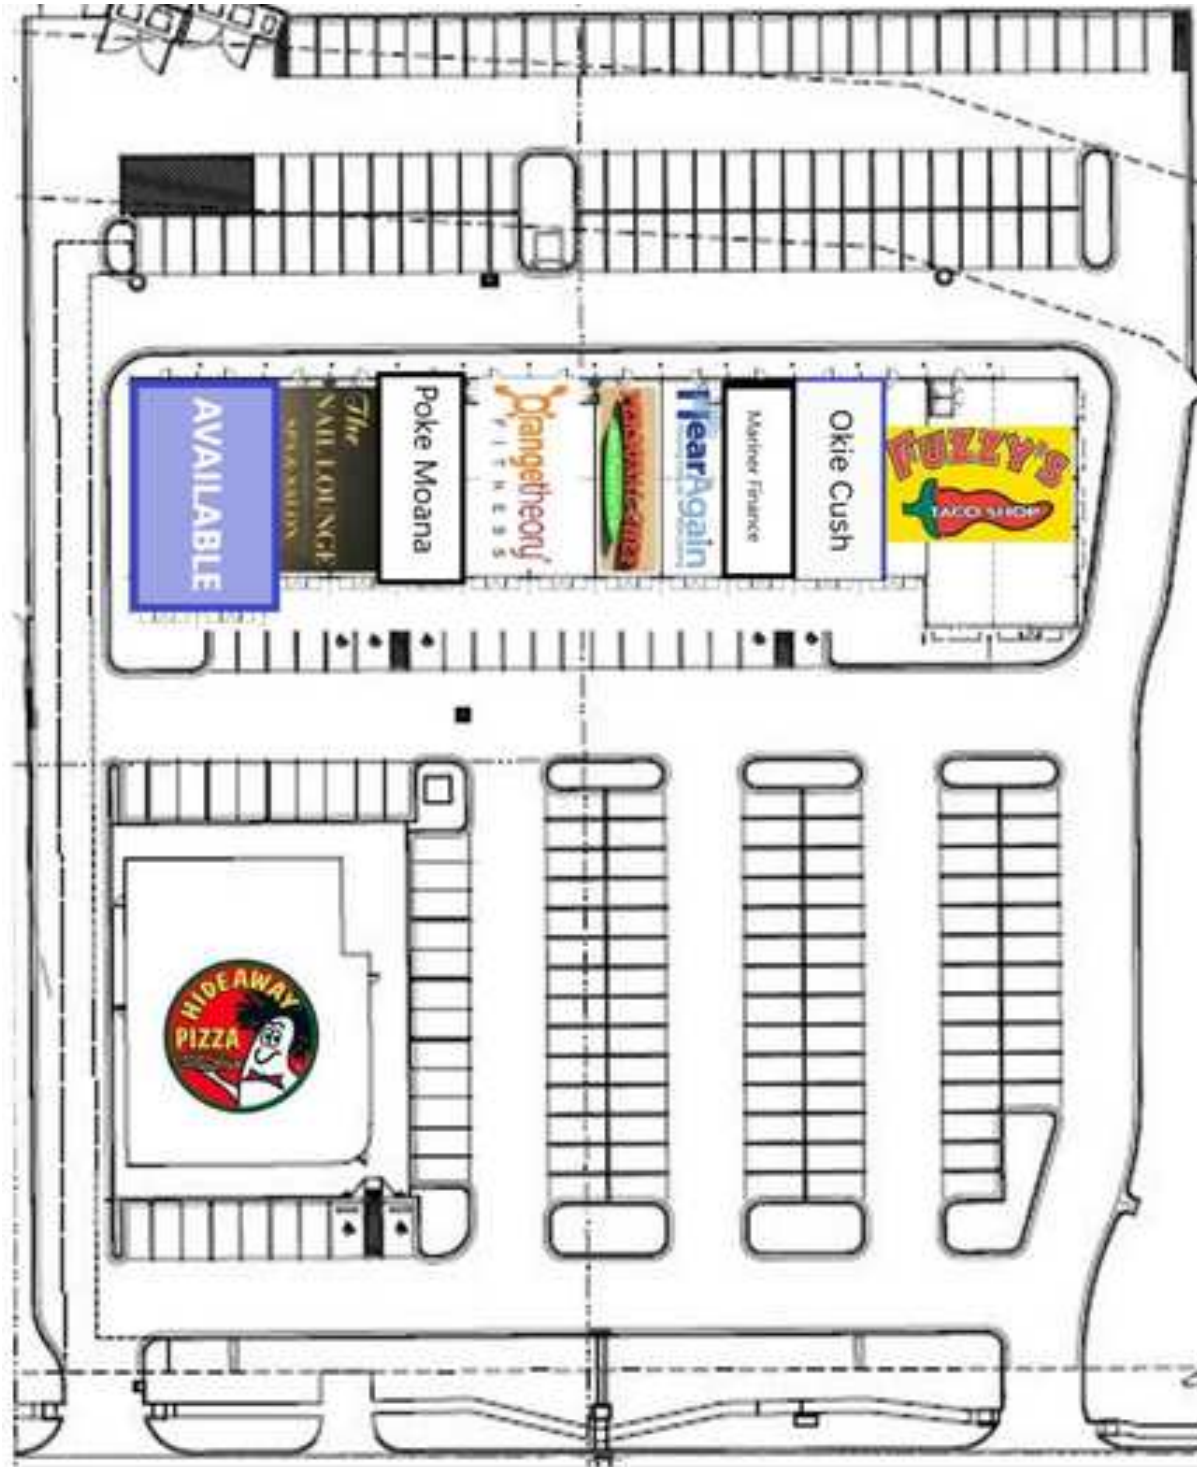 AVAILABLE
The
NAIL LOUNGE
Poke Moana
Orangetheory
FITNESS
HearAgain
Mariner Finance
Okie Cush
FUZZY'S
TACO SHOP
HIDEAWAY
PIZZA